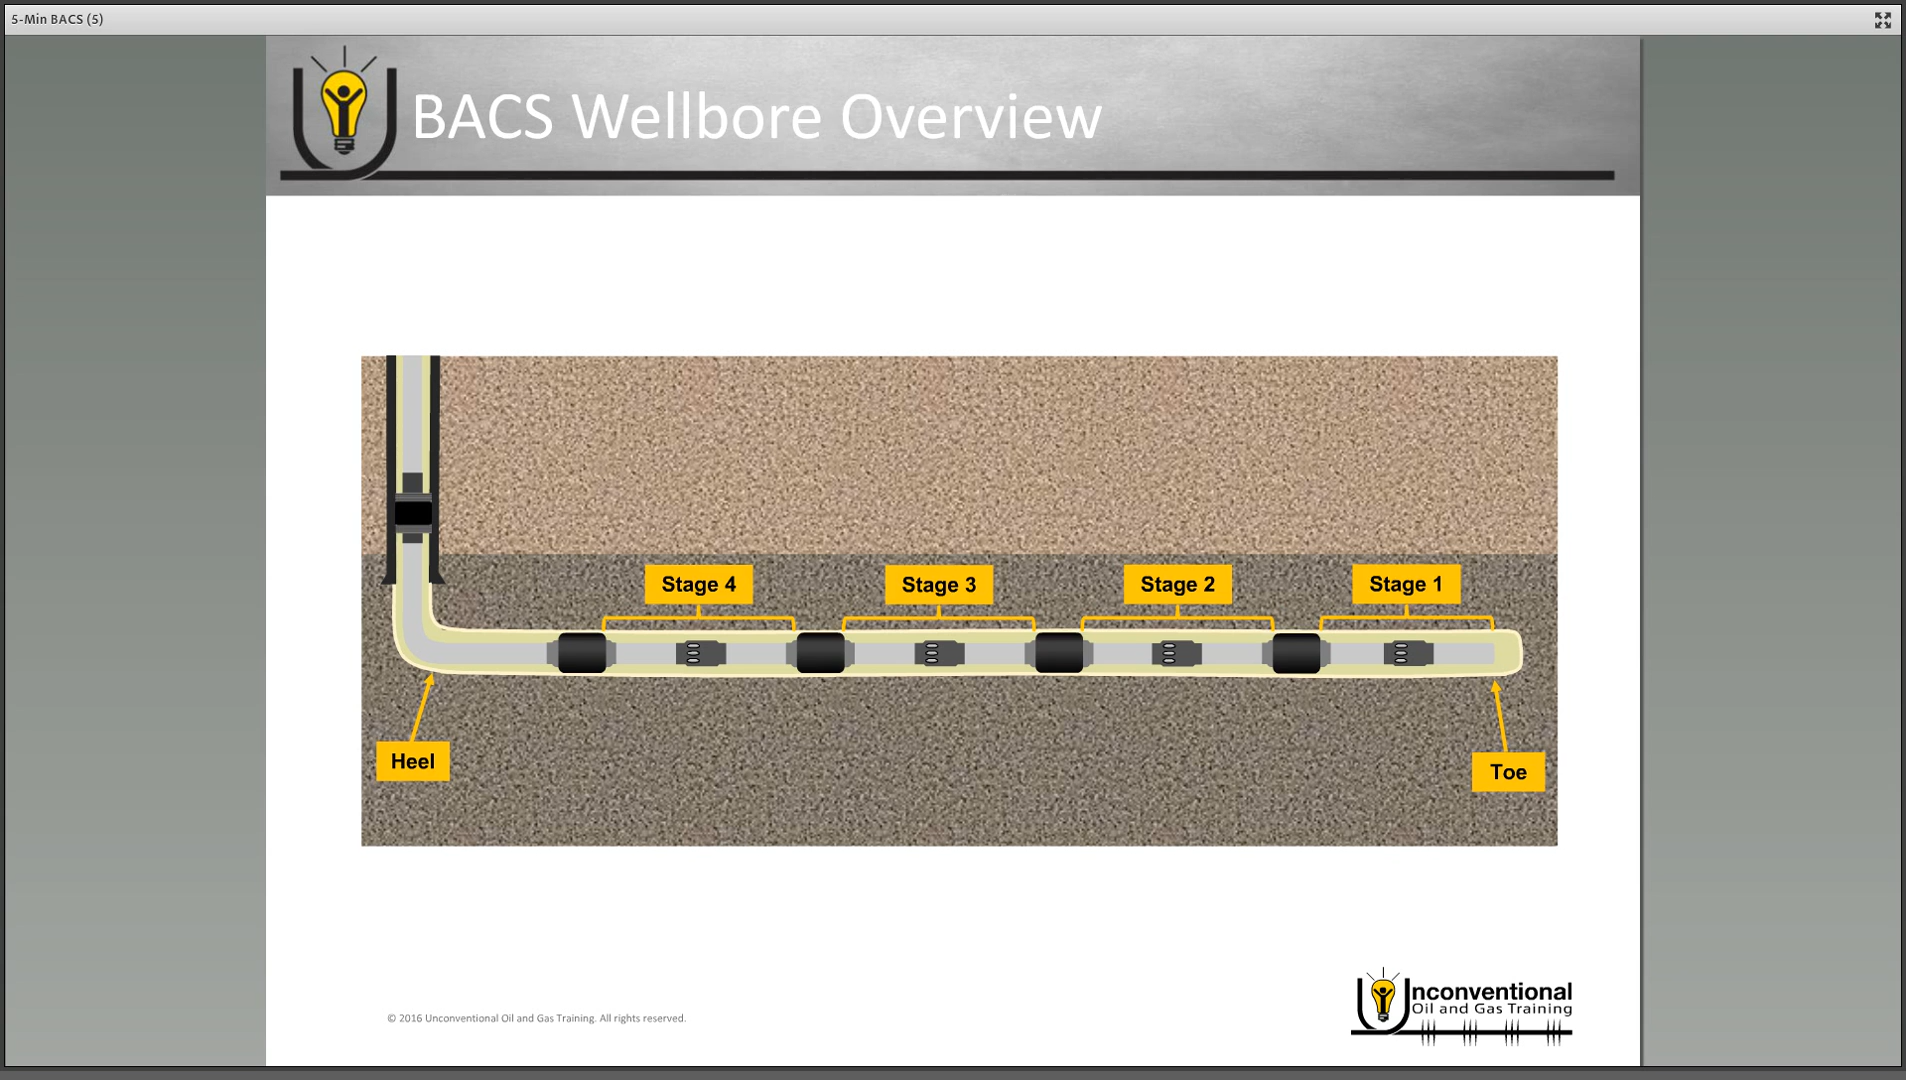 5-Min BACS (5)
BACS Wellbore Overview
Stage 4
Stage 3
Stage 2
Stage 1
Heel
Toe
© 2016 Unconventional Oil and Gas Training. All rights reserved.
Unconventional
Oil and Gas Training